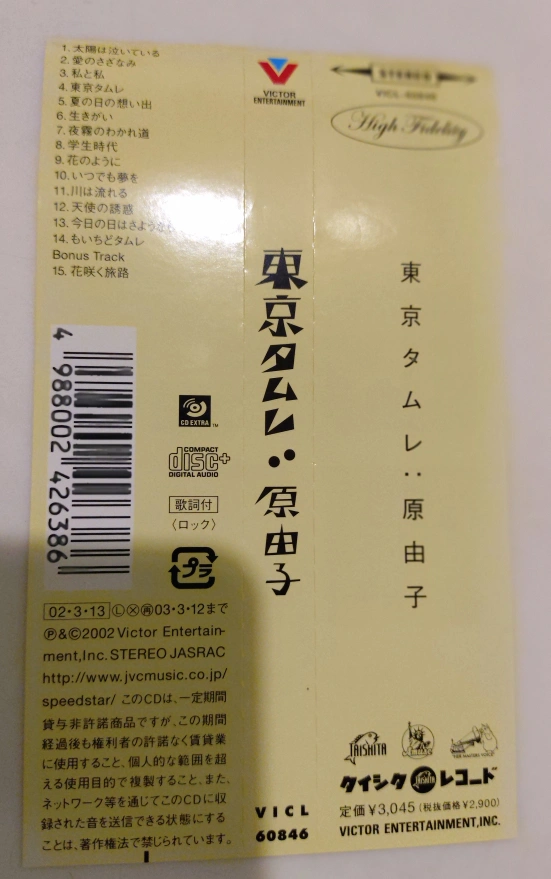 1. 太陽は泣いている
2. 愛のさざなみ
3. 私と私
4. 東京タムレ
5. 夏の日の想い出
6. 生きがい
7. 夜霧のわかれ道
8. 学生時代
9. 花のように
10. いつでも夢を
11. 川は流れる
12. 天使の誘惑
13. 今日の日はさような
14. もいちどタムレ
Bonus Track
15. 花咲く旅路
4 988002 426386
CD EXTRA TM
COMPACT
disc+
DIGITAL AUDIO
歌詞付
〈ロック〉
プラ
02・3・13 Ⓛ Ⓧ ㊞03・3・12まで
Ⓟ&©2002 Victor Entertain-
ment,Inc. STEREO JASRAC
http://www.jvcmusic.co.jp/
speedstar/ このCDは、一定期間
貸与非許諾商品ですが、この期間
経過後も権利者の許諾なく賃貸業
に使用すること、個人的な範囲を超
える使用目的で複製すること、また、
ネットワーク等を通じてこのCDに収
録された音を送信できる状態にする
ことは、著作権法で禁じられています。
VICTOR
ENTERTAINMENT
東京タムレ:原由子
VICL
60846
STEREO
VICL-60846
High Fidelity
東京タムレ:原由子
TAISHITA
タイシタ TAISHITA レコード
定価¥3,045(税抜価格¥2,900)
VICTOR ENTERTAINMENT,INC.